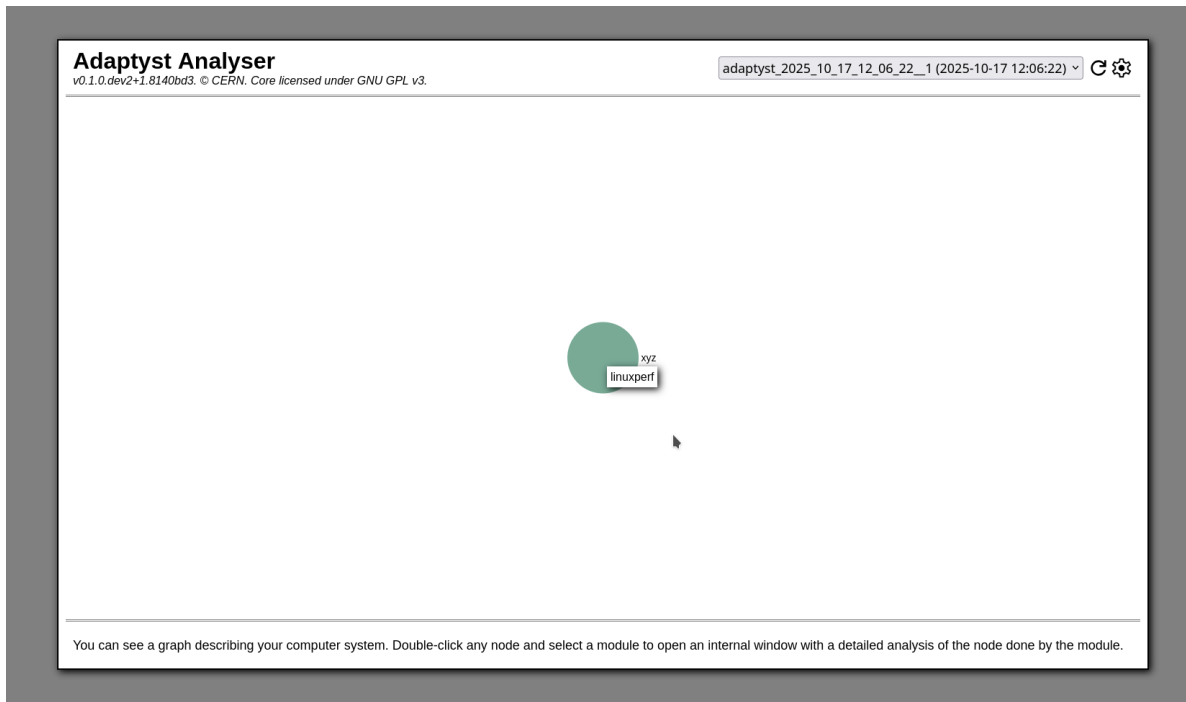 Adaptyst Analyser
v0.1.0.dev2+1.8140bd3. © CERN. Core licensed under GNU GPL v3.
adaptyst_2025_10_17_12_06_22__1 (2025-10-17 12:06:22)
xyz
linuxperf
You can see a graph describing your computer system. Double-click any node and select a module to open an internal window with a detailed analysis of the node done by the module.